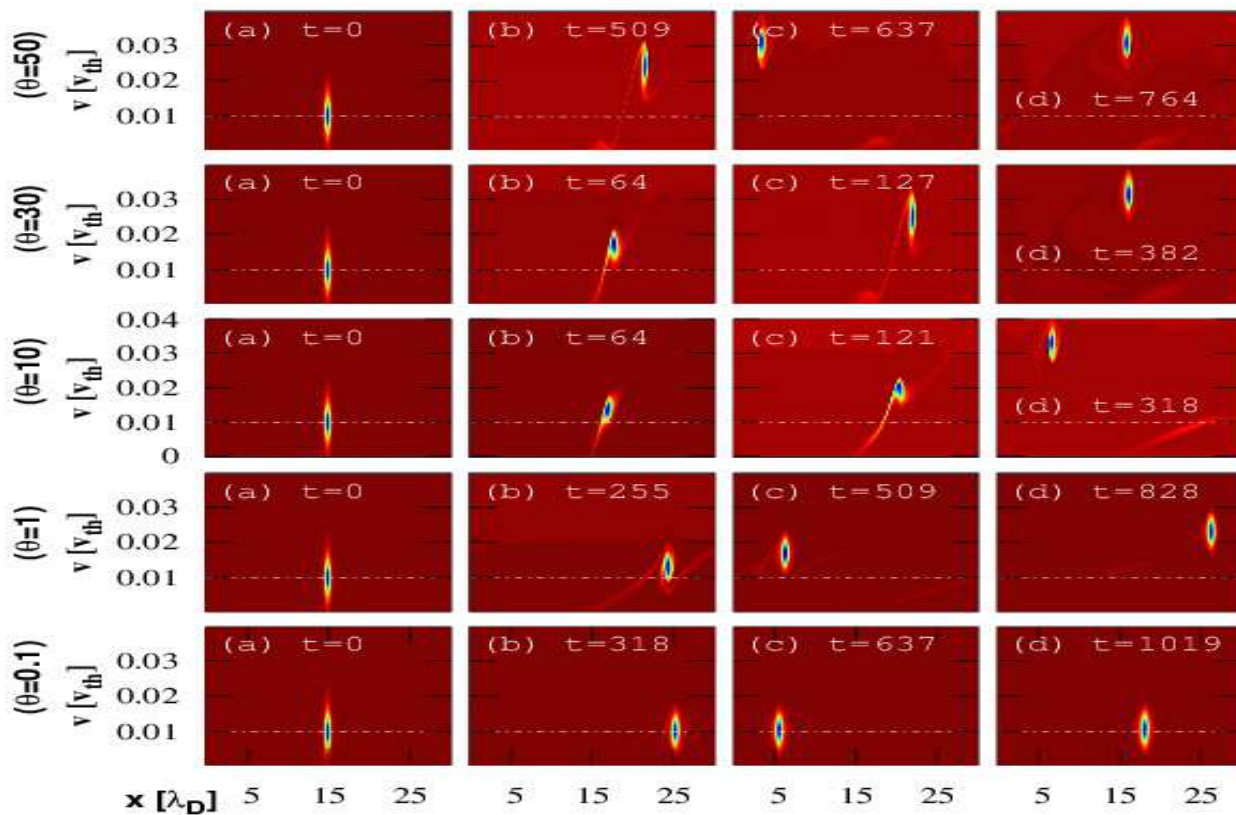 (θ=50)
v [v_th]
0.03
0.02
0.01
(a) t=0
(b) t=509
(c) t=637
(d) t=764
(θ=30)
v [v_th]
0.03
0.02
0.01
(a) t=0
(b) t=64
(c) t=127
(d) t=382
(θ=10)
v [v_th]
0.04
0.03
0.02
0.01
0
(a) t=0
(b) t=64
(c) t=121
(d) t=318
(θ=1)
v [v_th]
0.03
0.02
0.01
(a) t=0
(b) t=255
(c) t=509
(d) t=828
(θ=0.1)
v [v_th]
0.03
0.02
0.01
(a) t=0
(b) t=318
(c) t=637
(d) t=1019
x [λ_D] 5 15 25 5 15 25 5 15 25 5 15 25